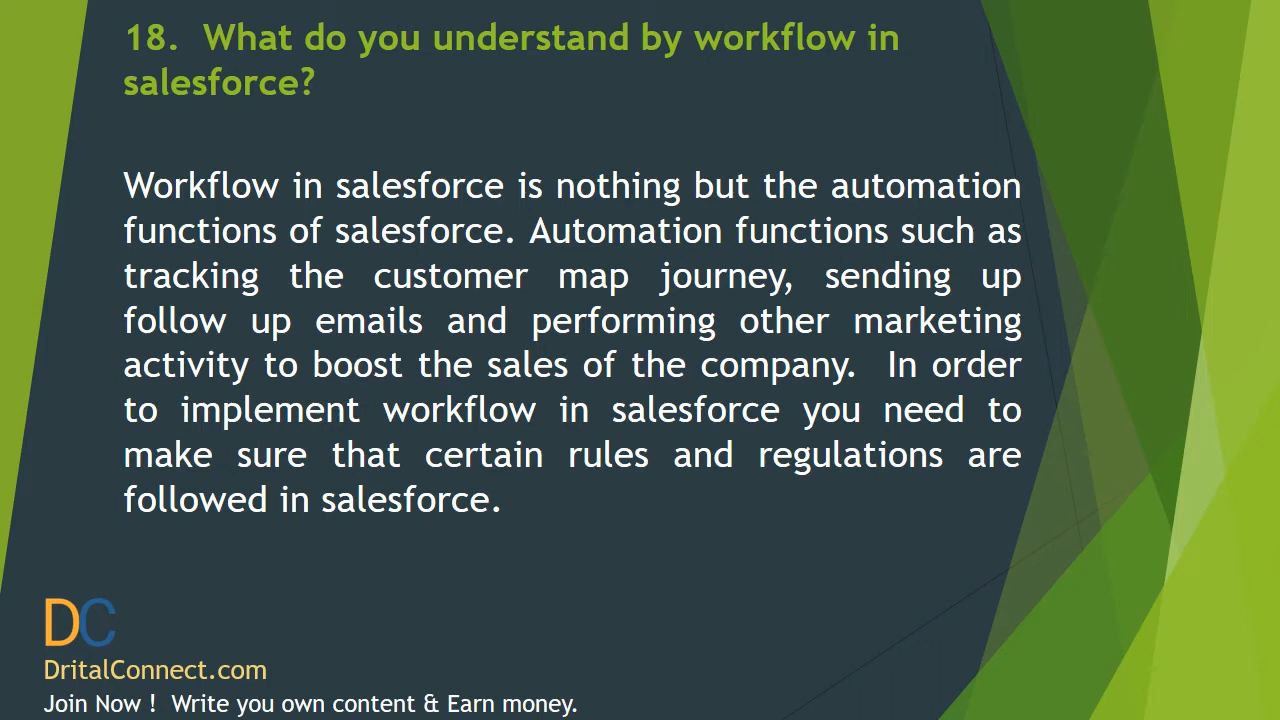 18. What do you understand by workflow in
salesforce?
Workflow in salesforce is nothing but the automation
functions of salesforce. Automation functions such as
tracking the customer map journey, sending up
follow up emails and performing other marketing
activity to boost the sales of the company. In order
to implement workflow in salesforce you need to
make sure that certain rules and regulations are
followed in salesforce.
DC
DritalConnect.com
Join Now ! Write you own content & Earn money.